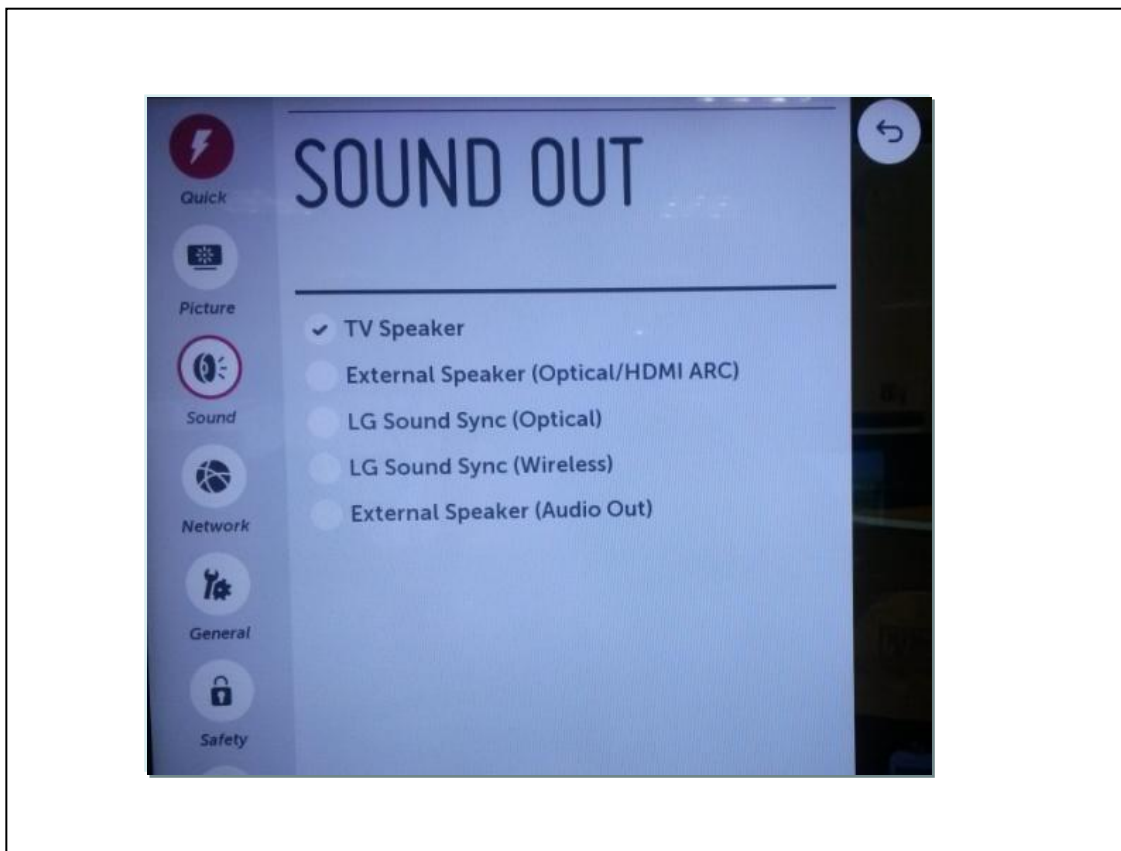 SOUND OUT
Quick
Picture
Sound
Network
General
Safety
TV Speaker
External Speaker (Optical/HDMI ARC)
LG Sound Sync (Optical)
LG Sound Sync (Wireless)
External Speaker (Audio Out)